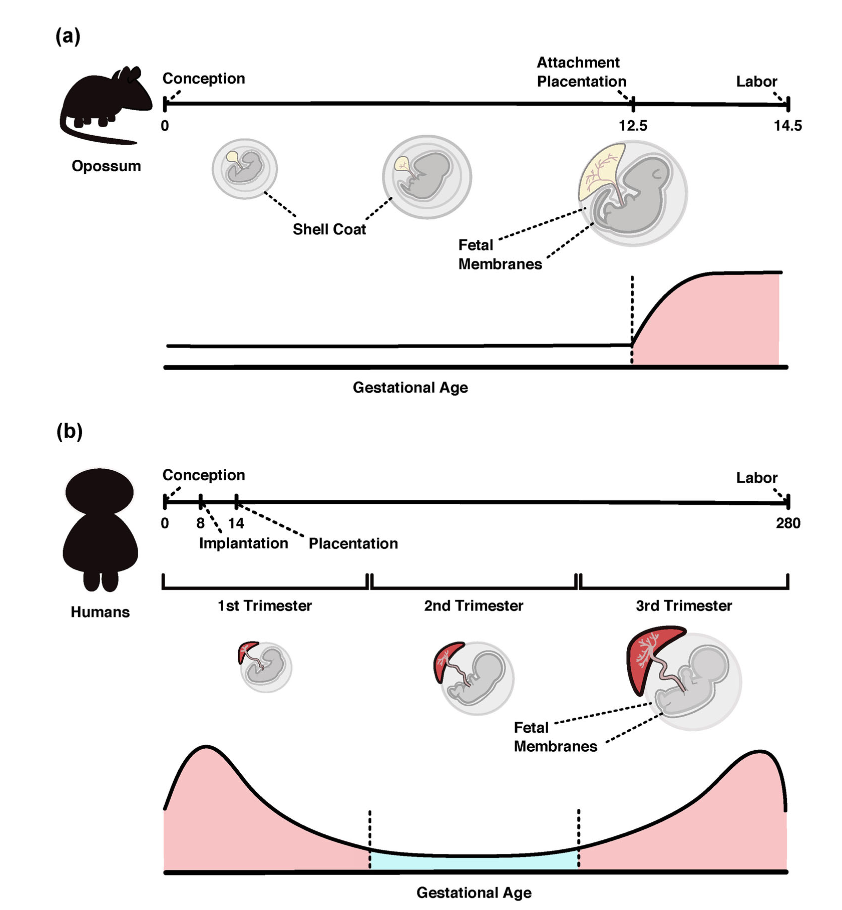 (a)
Conception
Attachment
Placentation
Labor
0
12.5
14.5
Opossum
Shell Coat
Fetal
Membranes
Gestational Age
(b)
Conception
Labor
0
8
14
280
Implantation
Placentation
Humans
1st Trimester
2nd Trimester
3rd Trimester
Fetal
Membranes
Gestational Age